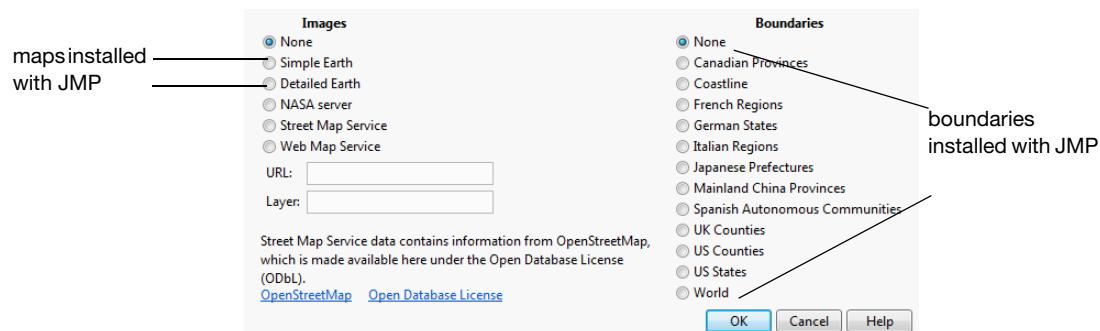 maps installed
with JMP
Images
None
Simple Earth
Detailed Earth
NASA server
Street Map Service
Web Map Service
URL:
Layer:
Street Map Service data contains information from OpenStreetMap,
which is made available here under the Open Database License
(ODbL).
OpenStreetMap Open Database License
Boundaries
None
Canadian Provinces
Coastline
French Regions
German States
Italian Regions
Japanese Prefectures
Mainland China Provinces
Spanish Autonomous Communities
UK Counties
US Counties
US States
World
OK Cancel Help
boundaries
installed with JMP